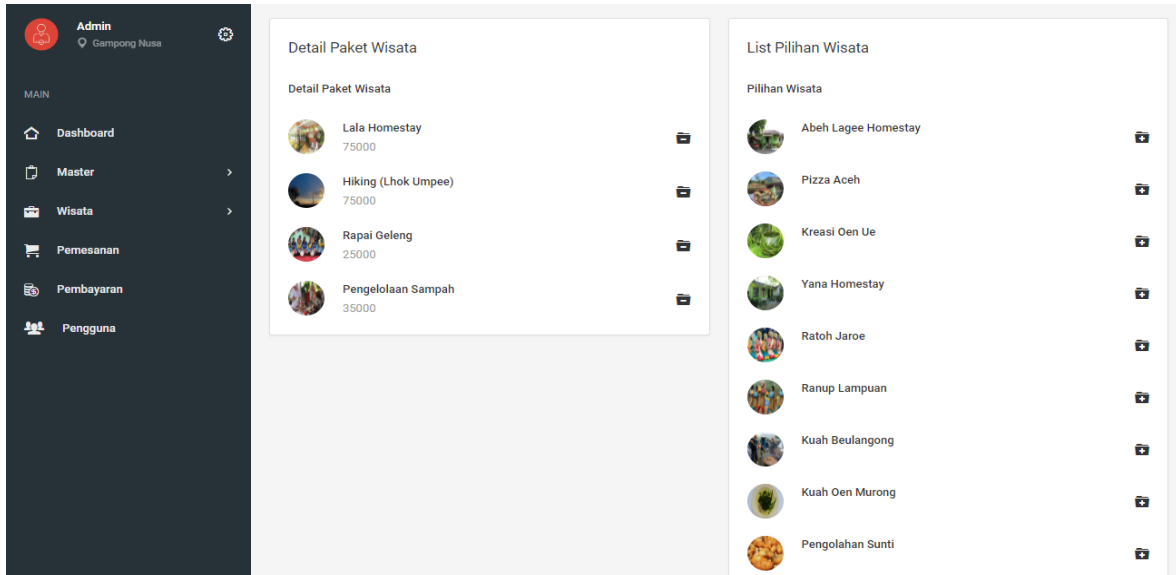 Admin
Gampong Nusa
MAIN
Dashboard
Master
Wisata
Pemesanan
Pembayaran
Pengguna
Detail Paket Wisata
Detail Paket Wisata
Lala Homestay
75000
Hiking (Lhok Umpee)
75000
Rapai Geleng
25000
Pengelolaan Sampah
35000
List Pilihan Wisata
Pilihan Wisata
Abeh Lagee Homestay
Pizza Aceh
Kreasi Oen Ue
Yana Homestay
Ratoh Jaroe
Ranup Lampuan
Kuah Beulangong
Kuah Oen Murong
Pengolahan Sunti